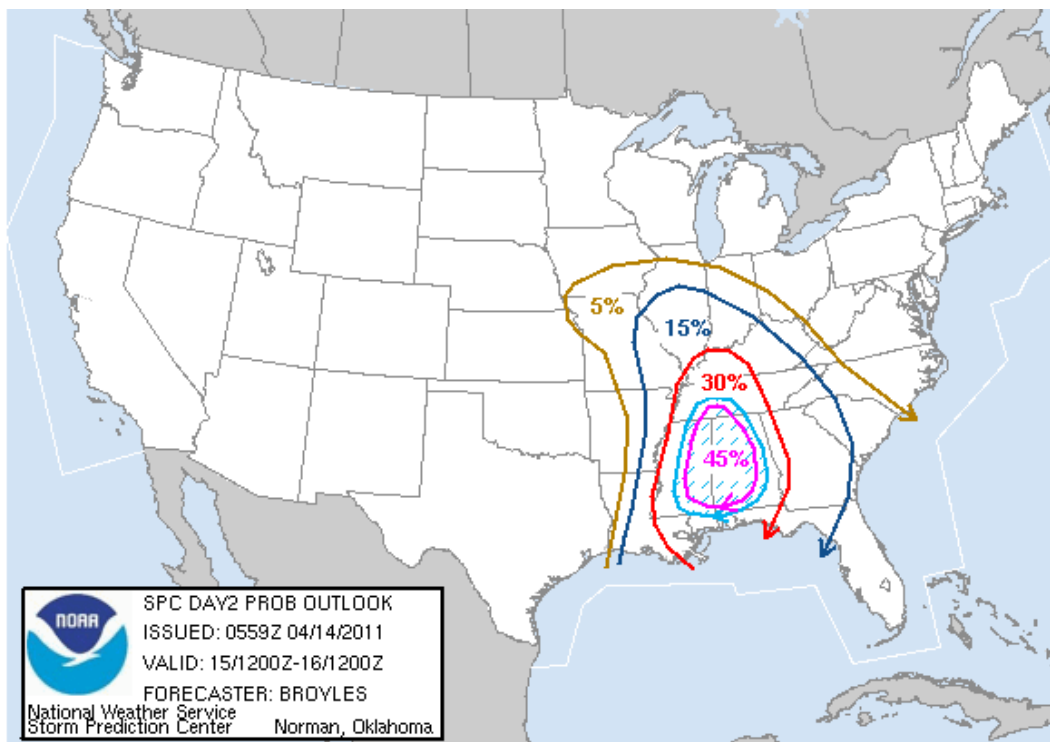 5%
15%
30%
45%
NOAA
SPC DAY2 PROB OUTLOOK
ISSUED: 0559Z 04/14/2011
VALID: 15/1200Z-16/1200Z
FORECASTER: BROYLES
National Weather Service
Storm Prediction Center Norman, Oklahoma